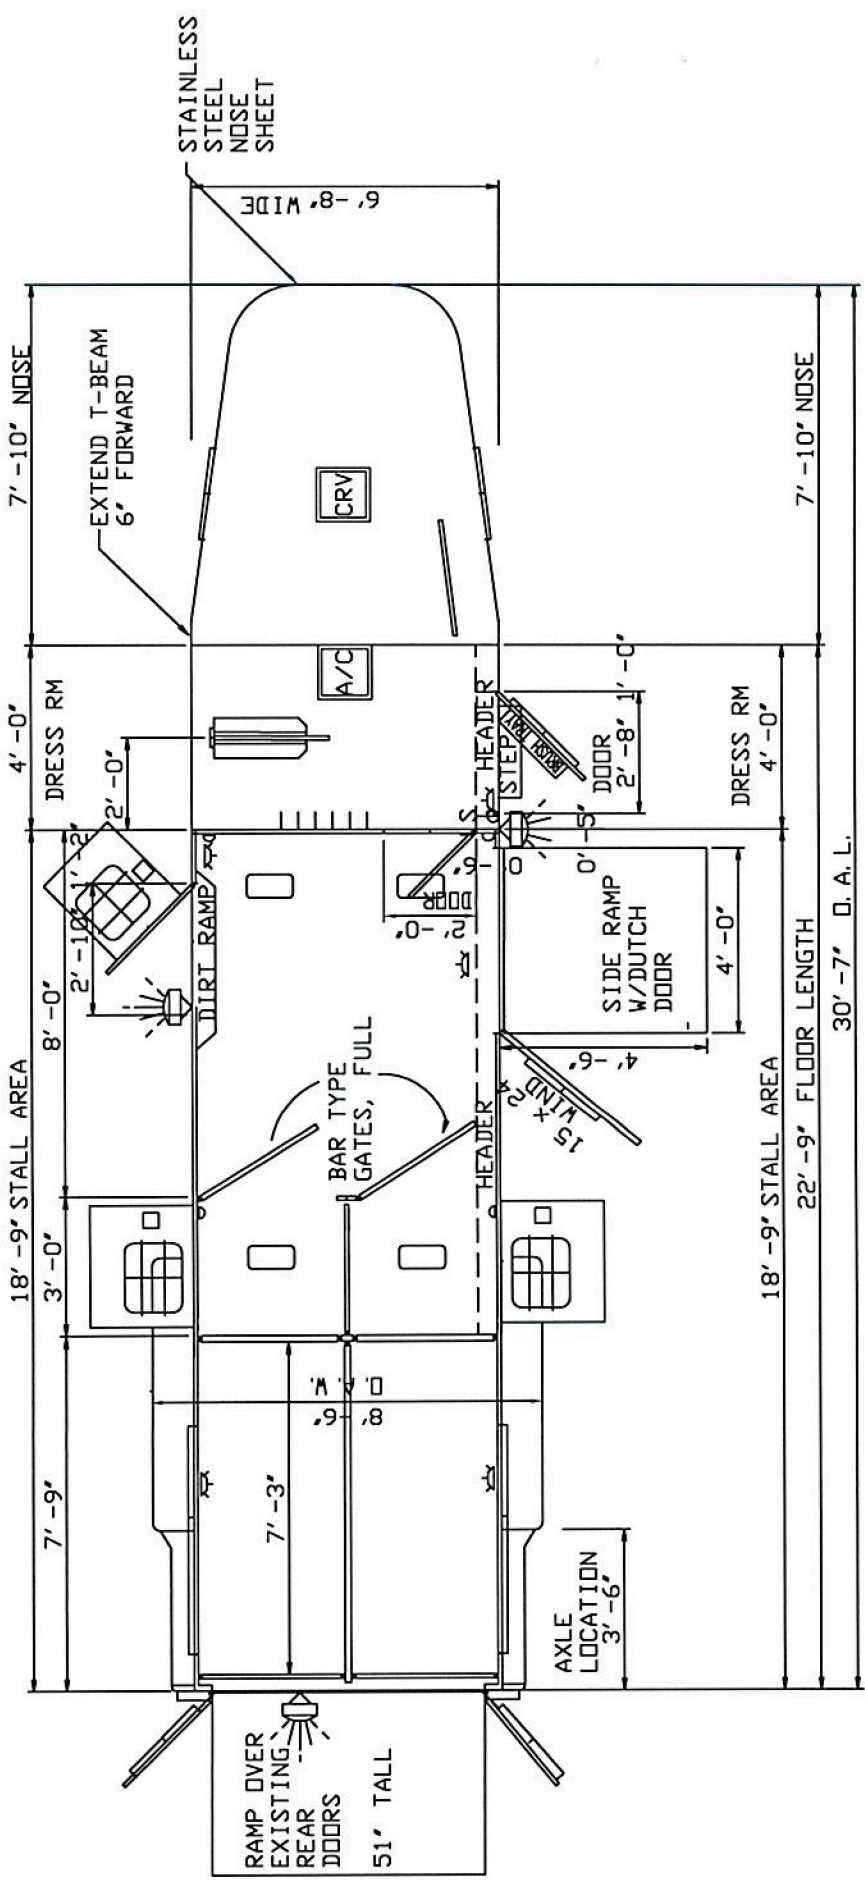 STAINLESS
STEEL
NOSE
SHEET
6'-8" WIDE
EXTEND T-BEAM
6" FORWARD
7'-10" NOSE
CRV
7'-10" NOSE
4'-0"
DRESS RM
2'-0"
A/C
HEADER
STEP
BRUSH TRAY
DOOR
2'-8"
1'-0"
DRESS RM
4'-0"
18'-9" STALL AREA
8'-0"
1'-2"
2'-10"
DIRT RAMP
DOOR
2'-0"
0'-6"
0'-5"
SIDE RAMP
W/DUTCH
DOOR
4'-0"
4'-6"
15 X 24
WIND
BAR TYPE
GATES, FULL
HEADER
3'-0"
18'-9" STALL AREA
22'-9" FLOOR LENGTH
30'-7" O.A.L.
7'-9"
7'-3"
O.A.W.
8'-6"
AXLE
LOCATION
3'-6"
RAMP OVER
EXISTING
REAR
DOORS
51" TALL